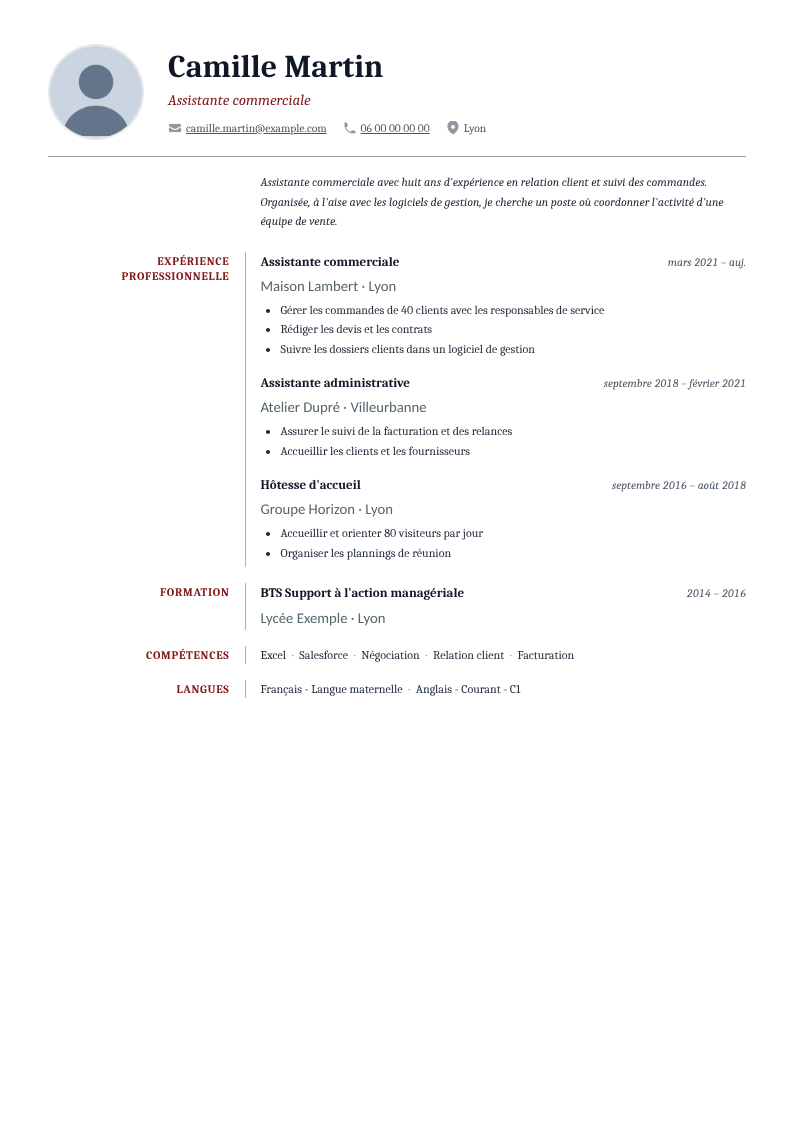 Camille Martin
Assistante commerciale
camille.martin@example.com 06 00 00 00 00 Lyon
Assistante commerciale avec huit ans d'expérience en relation client et suivi des commandes.
Organisée, à l'aise avec les logiciels de gestion, je cherche un poste où coordonner l'activité d'une
équipe de vente.
EXPÉRIENCE
PROFESSIONNELLE
Assistante commerciale mars 2021 – auj.
Maison Lambert · Lyon
• Gérer les commandes de 40 clients avec les responsables de service
• Rédiger les devis et les contrats
• Suivre les dossiers clients dans un logiciel de gestion
Assistante administrative septembre 2018 – février 2021
Atelier Dupré · Villeurbanne
• Assurer le suivi de la facturation et des relances
• Accueillir les clients et les fournisseurs
Hôtesse d'accueil septembre 2016 – août 2018
Groupe Horizon · Lyon
• Accueillir et orienter 80 visiteurs par jour
• Organiser les plannings de réunion
FORMATION
BTS Support à l'action managériale 2014 – 2016
Lycée Exemple · Lyon
COMPÉTENCES
Excel · Salesforce · Négociation · Relation client · Facturation
LANGUES
Français - Langue maternelle · Anglais - Courant - C1